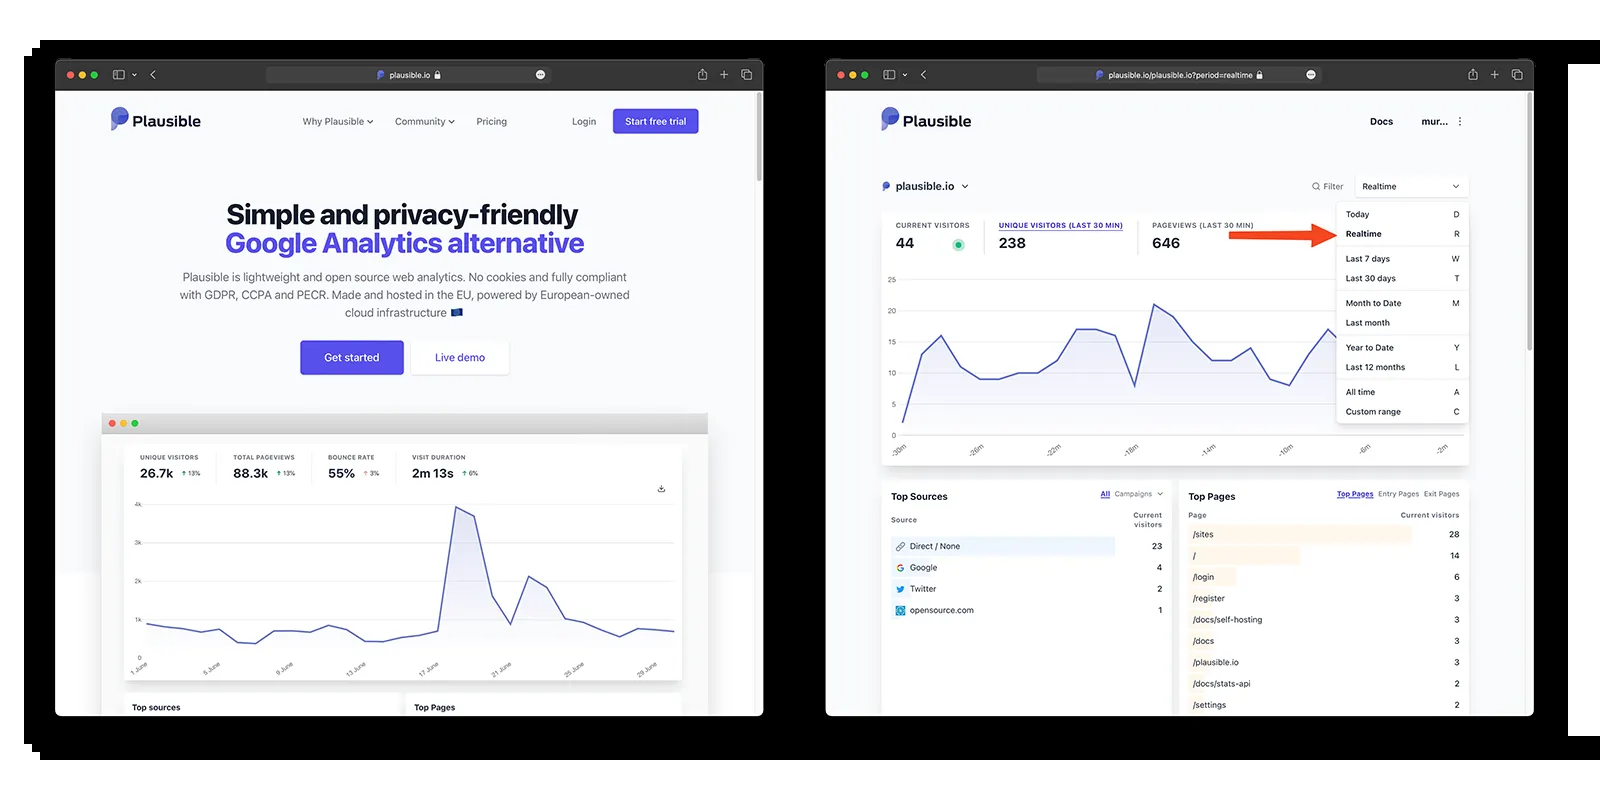 plausible.io
Plausible
Why Plausible
Community
Pricing
Login
Start free trial
Simple and privacy-friendly
Google Analytics alternative
Plausible is lightweight and open source web analytics. No cookies and fully compliant
with GDPR, CCPA and PECR. Made and hosted in the EU, powered by European-owned
cloud infrastructure
Get started
Live demo
UNIQUE VISITORS
26.7k ↑ 13%
TOTAL PAGEVIEWS
88.3k ↑ 13%
BOUNCE RATE
55% ↑ 3%
VISIT DURATION
2m 13s ↑ 6%
4k
3k
2k
1k
0
1 June
5 June
9 June
13 June
17 June
21 June
25 June
29 June
Top sources
Top Pages
plausible.io/plausible.io?period=realtime
Plausible
Docs
mur...
plausible.io
Filter
Realtime
CURRENT VISITORS
44
UNIQUE VISITORS (LAST 30 MIN)
238
PAGEVIEWS (LAST 30 MIN)
646
Today D
Realtime R
Last 7 days W
Last 30 days T
Month to Date M
Last month
Year to Date Y
Last 12 months L
All time A
Custom range C
25
20
15
10
5
0
-30m
-26m
-22m
-18m
-14m
-10m
-6m
-2m
Top Sources
All
Campaigns
Source
Current
visitors
Direct / None 23
Google 4
Twitter 2
opensource.com 1
Top Pages
Top Pages
Entry Pages
Exit Pages
Page
Current visitors
/sites 28
/ 14
/login 6
/register 3
/docs/self-hosting 3
/docs 3
/plausible.io 3
/docs/stats-api 2
/settings 2